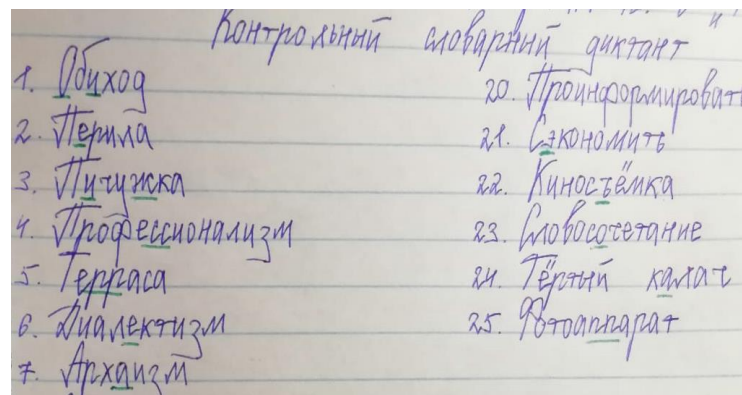 Контрольный словарный диктант
1. Обиход
2. Перила
3. Пичужка
4. Профессионализм
5. Терраса
6. Диалектизм
7. Архаизм
20. Проинформироват
21. Сэкономить
22. Киносъёмка
23. Словосочетание
24. Тёртый калач
25. Фотоаппарат